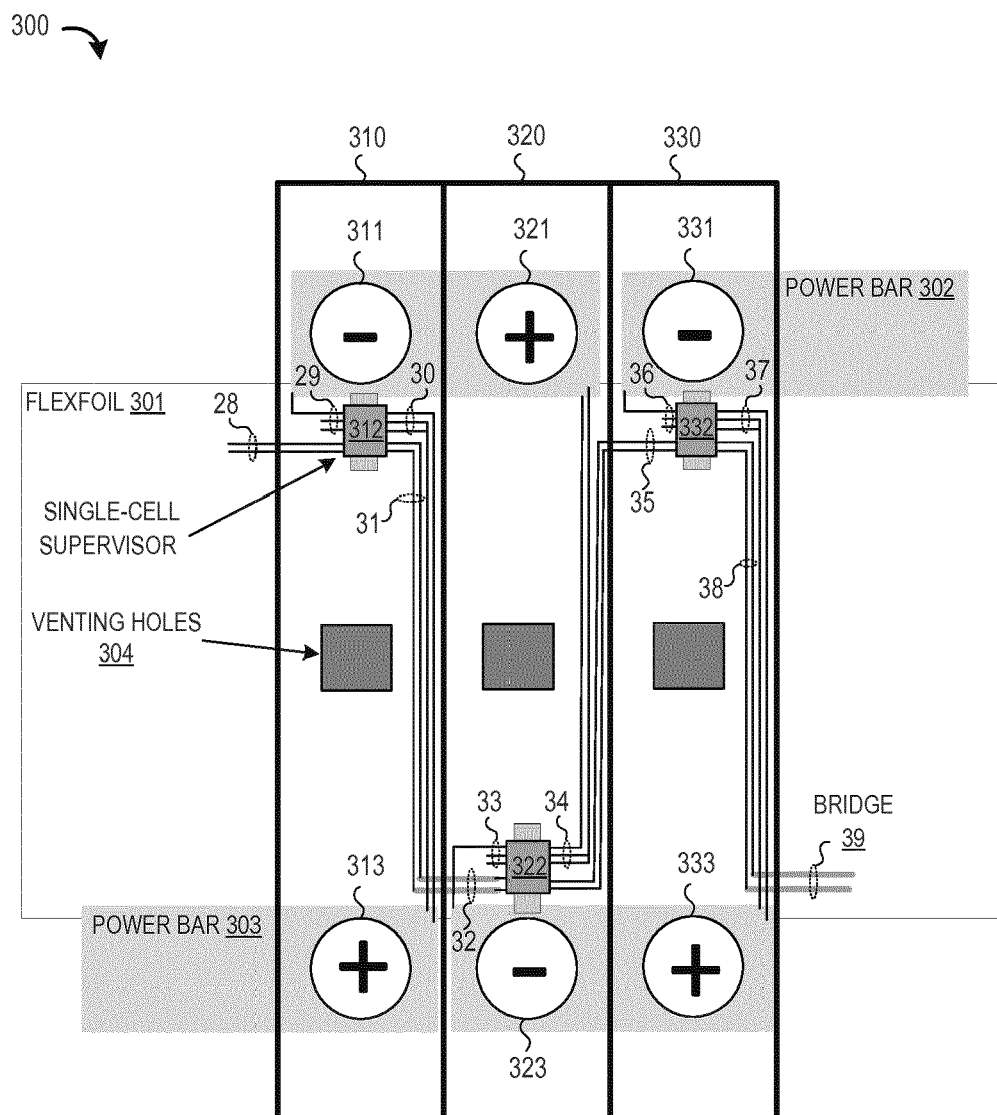 300
310 320 330
311 321 331
POWER BAR 302
FLEXFOIL 301
29 30 36 37
28
312 332
35
31
SINGLE-CELL
SUPERVISOR
38
VENTING HOLES
304
33 34
BRIDGE
39
322
313 333
32
POWER BAR 303
323
- + -
+ - +